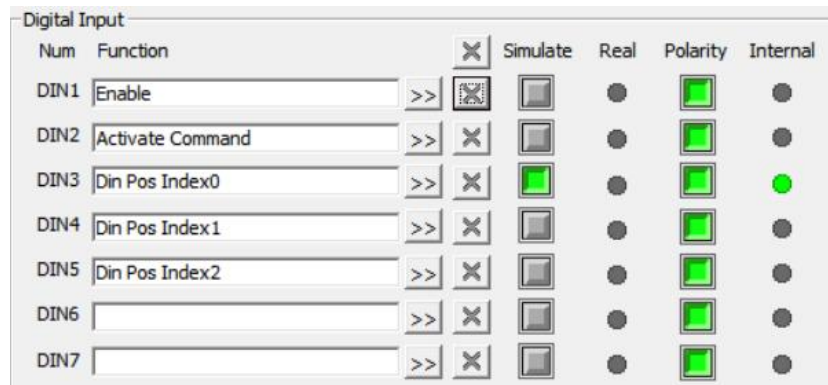 Digital Input
Num Function Simulate Real Polarity Internal
DIN1 Enable >>
DIN2 Activate Command >>
DIN3 Din Pos Index0 >>
DIN4 Din Pos Index1 >>
DIN5 Din Pos Index2 >>
DIN6 >>
DIN7 >>